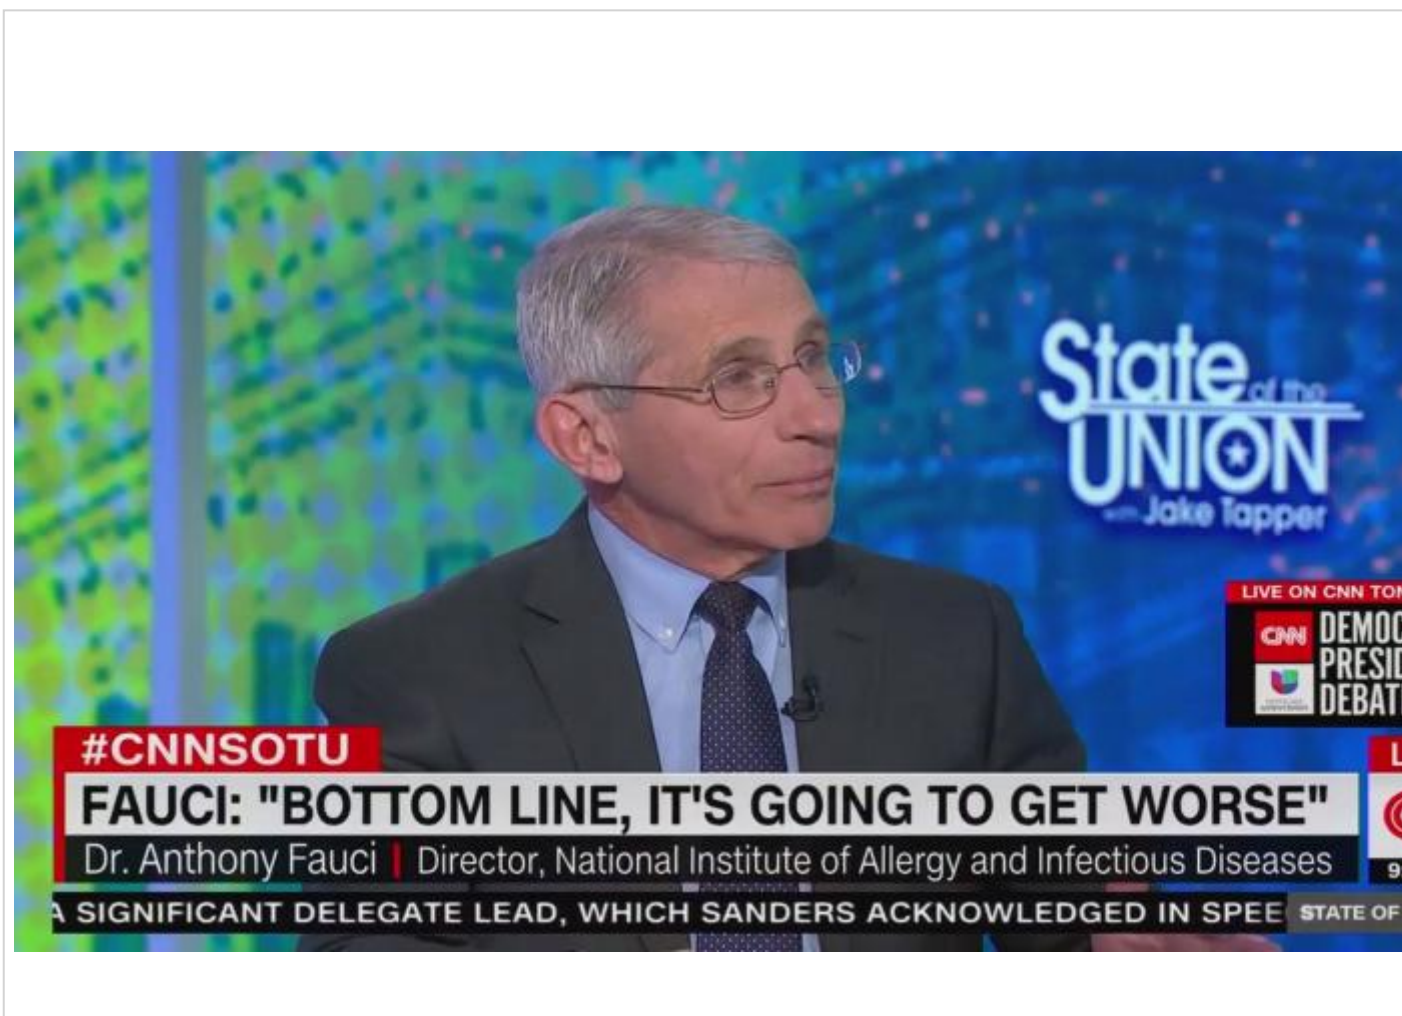 State of the
UNION
with Jake Tapper
LIVE ON CNN
CNN
DEBAT
#CNNSOTU
FAUCI: "BOTTOM LINE, IT'S GOING TO GET WORSE"
Dr. Anthony Fauci | Director, National Institute of Allergy and Infectious Diseases
A SIGNIFICANT DELEGATE LEAD, WHICH SANDERS ACKNOWLEDGED IN SPEE
STATE OF